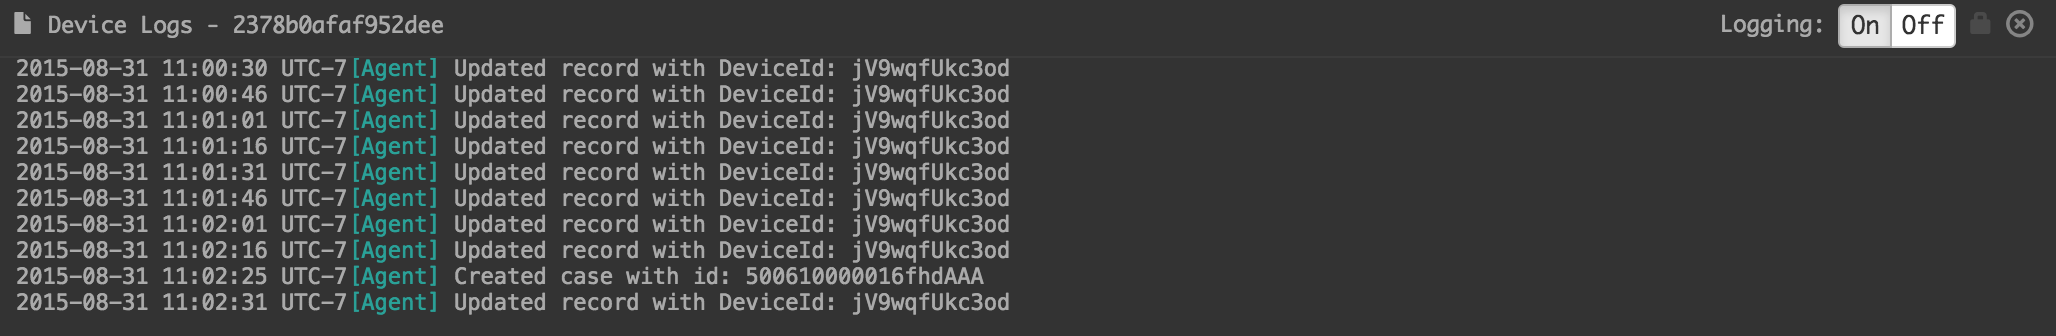 Device Logs - 2378b0afaf952dee Logging: On Off
2015-08-31 11:00:30 UTC-7[Agent] Updated record with DeviceId: jV9wqfUkc3od
2015-08-31 11:00:46 UTC-7[Agent] Updated record with DeviceId: jV9wqfUkc3od
2015-08-31 11:01:01 UTC-7[Agent] Updated record with DeviceId: jV9wqfUkc3od
2015-08-31 11:01:16 UTC-7[Agent] Updated record with DeviceId: jV9wqfUkc3od
2015-08-31 11:01:31 UTC-7[Agent] Updated record with DeviceId: jV9wqfUkc3od
2015-08-31 11:01:46 UTC-7[Agent] Updated record with DeviceId: jV9wqfUkc3od
2015-08-31 11:02:01 UTC-7[Agent] Updated record with DeviceId: jV9wqfUkc3od
2015-08-31 11:02:16 UTC-7[Agent] Updated record with DeviceId: jV9wqfUkc3od
2015-08-31 11:02:25 UTC-7[Agent] Created case with id: 500610000016fhdAAA
2015-08-31 11:02:31 UTC-7[Agent] Updated record with DeviceId: jV9wqfUkc3od